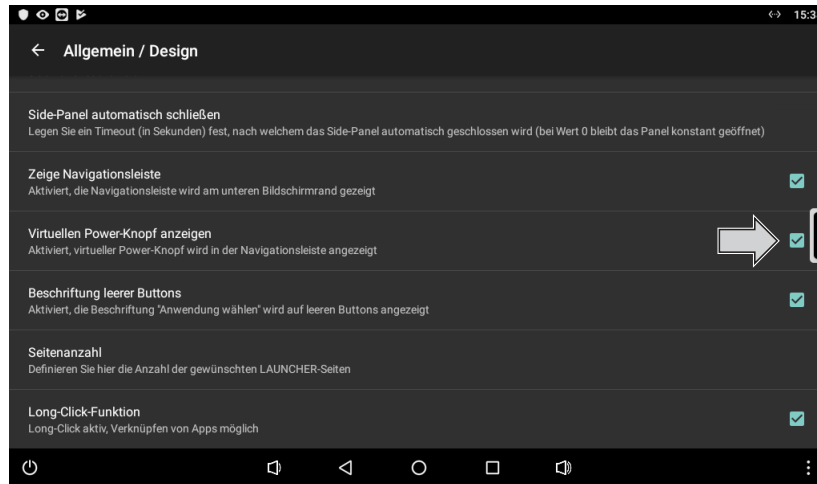 15:3
Allgemein / Design
Side-Panel automatisch schließen
Legen Sie ein Timeout (in Sekunden) fest, nach welchem das Side-Panel automatisch geschlossen wird (bei Wert 0 bleibt das Panel konstant geöffnet)
Zeige Navigationsleiste
Aktiviert, die Navigationsleiste wird am unteren Bildschirmrand gezeigt
Virtuellen Power-Knopf anzeigen
Aktiviert, virtueller Power-Knopf wird in der Navigationsleiste angezeigt
Beschriftung leerer Buttons
Aktiviert, die Beschriftung "Anwendung wählen" wird auf leeren Buttons angezeigt
Seitenanzahl
Definieren Sie hier die Anzahl der gewünschten LAUNCHER-Seiten
Long-Click-Funktion
Long-Click aktiv, Verknüpfen von Apps möglich